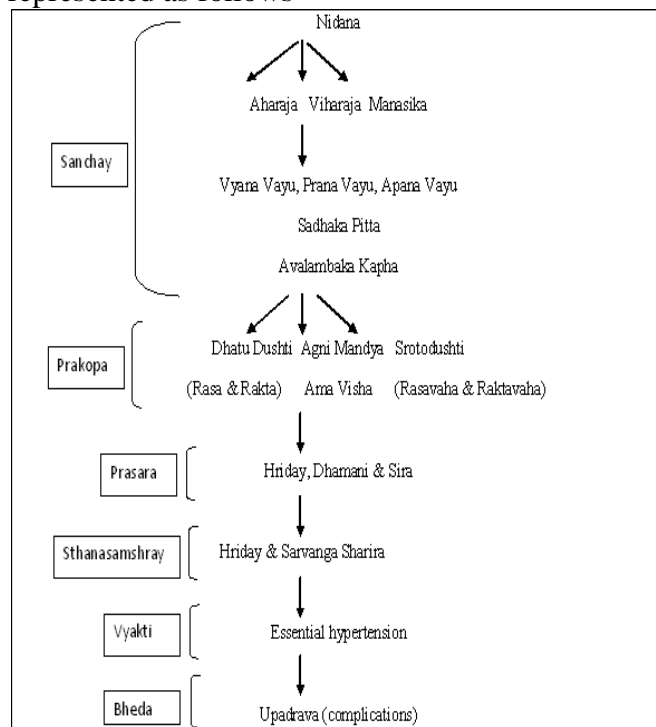 represented as follows
Nidana
Aharaja Viharaja Manasika
Sanchay
Vyana Vayu, Prana Vayu, Apana Vayu
Sadhaka Pitta
Avalambaka Kapha
Dhatu Dushti Agni Mandya Srotodushti
Prakopa
(Rasa & Rakta) Ama Visha (Rasavaha & Raktavaha)
Prasara
Hriday, Dhamani & Sira
Sthanasamshray
Hriday & Sarvanga Sharira
Vyakti
Essential hypertension
Bheda
Upadrava (complications)